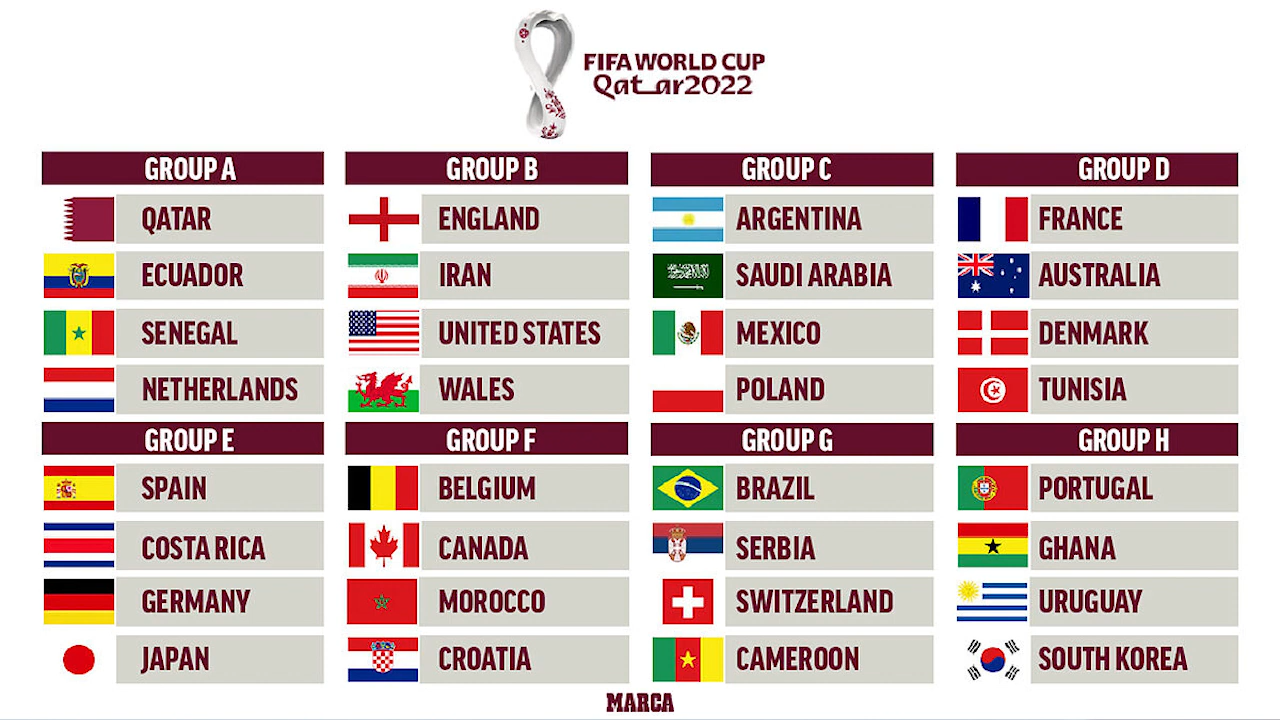 FIFA WORLD CUP
Qatar2022
GROUP A
QATAR
ECUADOR
SENEGAL
NETHERLANDS
GROUP B
ENGLAND
IRAN
UNITED STATES
WALES
GROUP C
ARGENTINA
SAUDI ARABIA
MEXICO
POLAND
GROUP D
FRANCE
AUSTRALIA
DENMARK
TUNISIA
GROUP E
SPAIN
COSTA RICA
GERMANY
JAPAN
GROUP F
BELGIUM
CANADA
MOROCCO
CROATIA
GROUP G
BRAZIL
SERBIA
SWITZERLAND
CAMEROON
GROUP H
PORTUGAL
GHANA
URUGUAY
SOUTH KOREA
MARCA